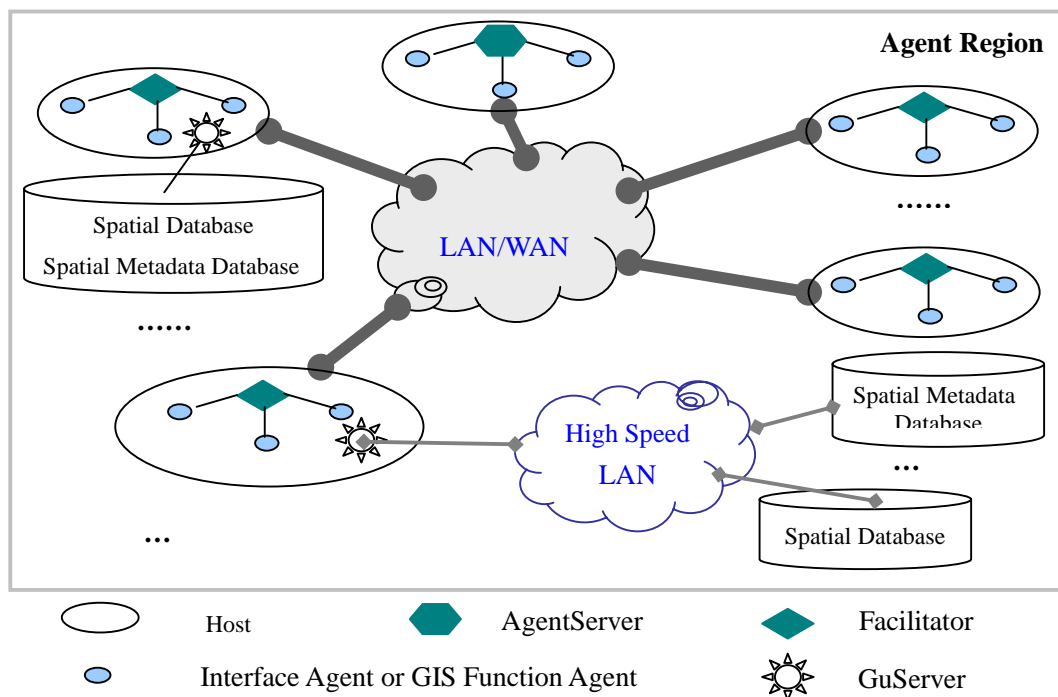 Agent Region
Spatial Database
Spatial Metadata Database
......
LAN/WAN
......
......
High Speed
LAN
Spatial Metadata
Database
...
Spatial Database
...
Host
AgentServer
Facilitator
Interface Agent or GIS Function Agent
GuServer